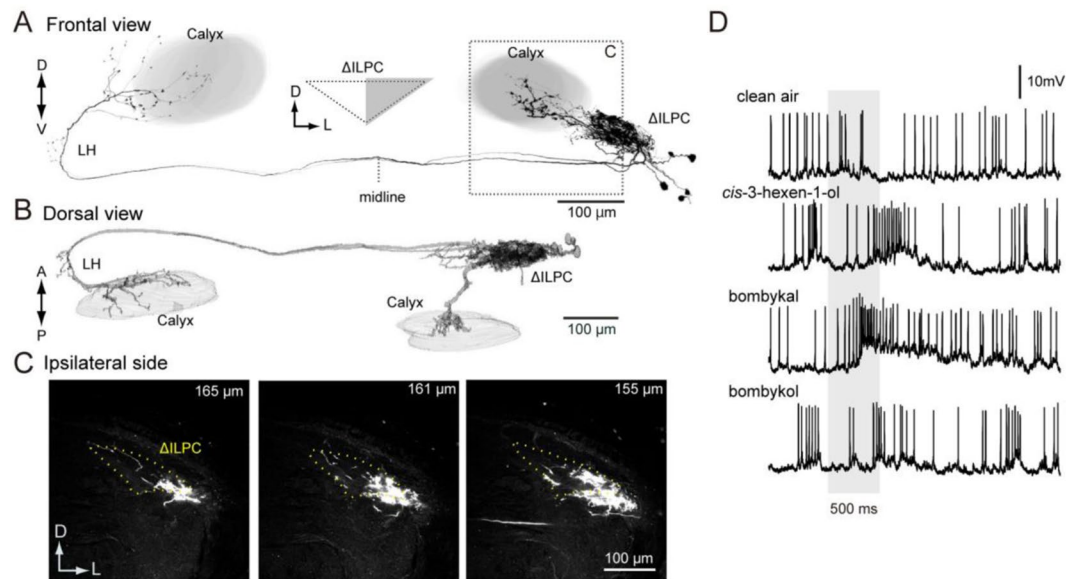 A Frontal view
D
V
Calyx
LH
ΔILPC
D
L
midline
Calyx
C
ΔILPC
100 µm
B Dorsal view
A
P
LH
Calyx
ΔILPC
Calyx
100 µm
C Ipsilateral side
165 µm
ΔILPC
D
L
161 µm
155 µm
100 µm
D
10mV
clean air
cis-3-hexen-1-ol
bombykal
bombykol
500 ms